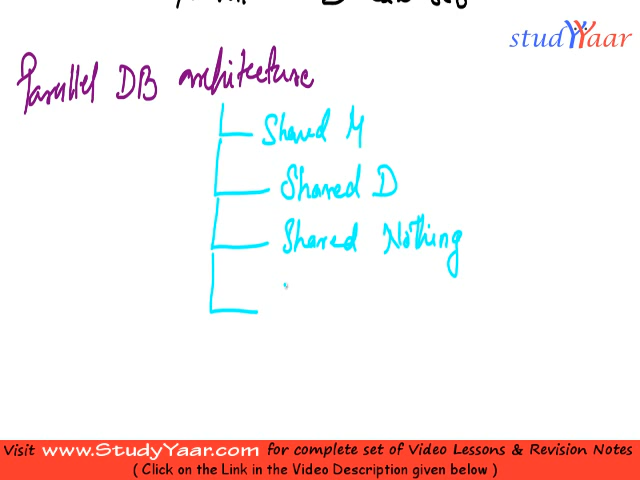 studYYaar
Parallel DB architecture
Shared M
Shared D
Shared Nothing
Visit www.StudyYaar.com for complete set of Video Lessons & Revision Notes
( Click on the Link in the Video Description given below )